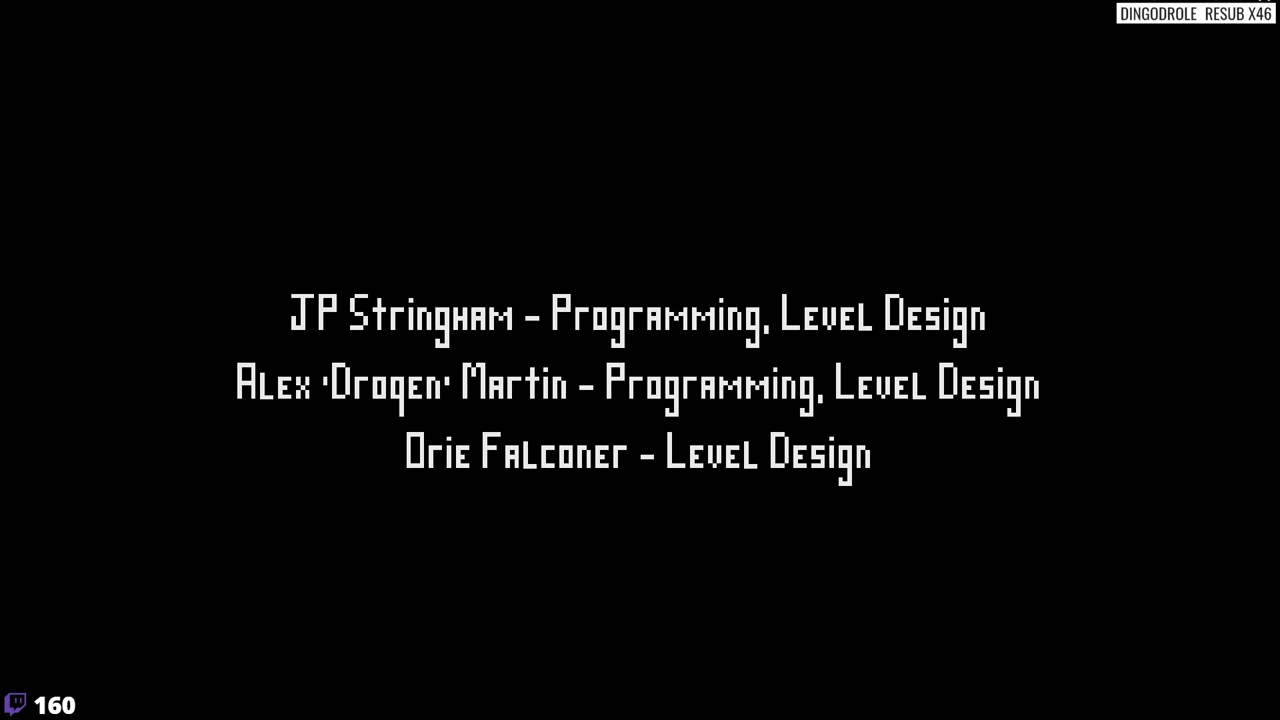 DINGODROLE RESUB X46
JP Stringham - Programming, Level Design
Alex 'Droqen' Martin - Programming, Level Design
Orie Falconer - Level Design
160